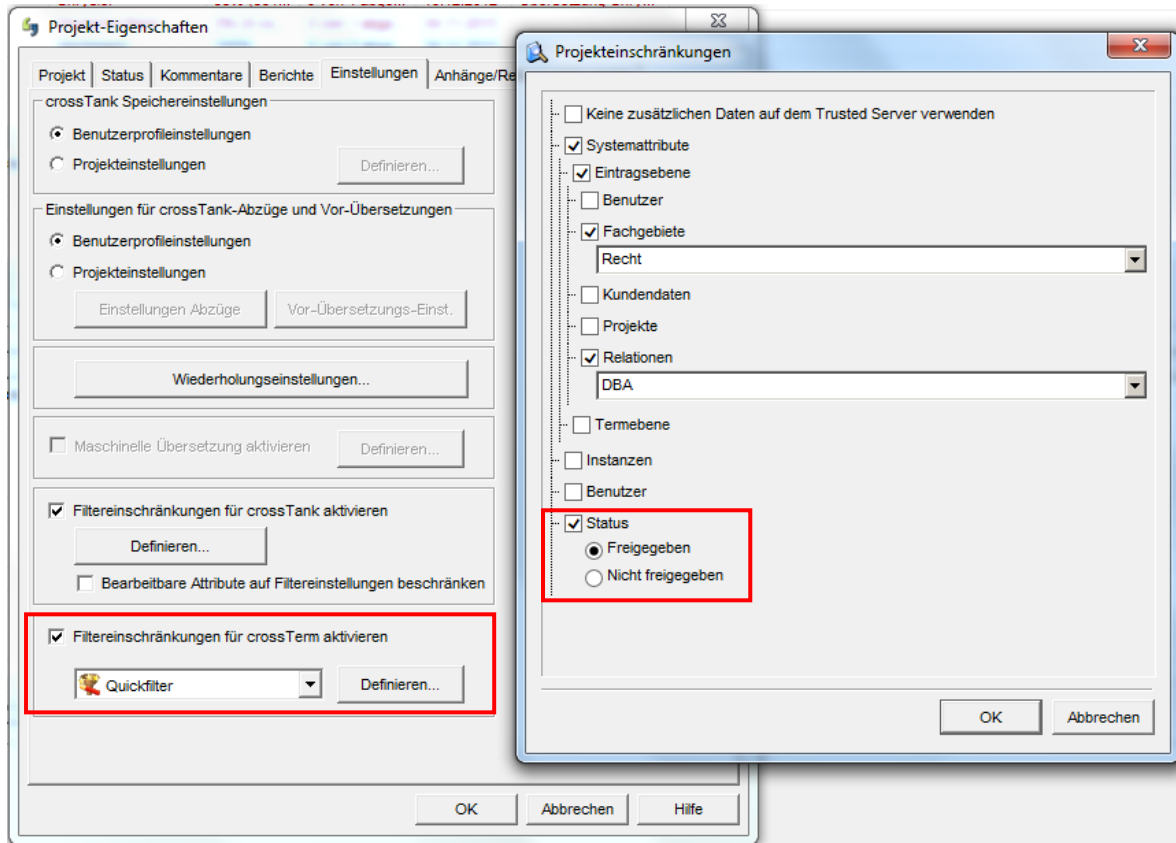 Projekt-Eigenschaften
Projekt
Status
Kommentare
Berichte
Einstellungen
Anhänge/Re
crossTank Speichereinstellungen
Benutzerprofileinstellungen
Projekteinstellungen
Definieren...
Einstellungen für crossTank-Abzüge und Vor-Übersetzungen
Benutzerprofileinstellungen
Projekteinstellungen
Einstellungen Abzüge
Vor-Übersetzungs-Einst.
Wiederholungseinstellungen...
Maschinelle Übersetzung aktivieren
Definieren...
Filtereinschränkungen für crossTank aktivieren
Definieren...
Bearbeitbare Attribute auf Filtereinstellungen beschränken
Filtereinschränkungen für crossTerm aktivieren
Quickfilter
Definieren...
OK
Abbrechen
Hilfe
Projekteinschränkungen
Keine zusätzlichen Daten auf dem Trusted Server verwenden
Systemattribute
Eintragsebene
Benutzer
Fachgebiete
Recht
Kundendaten
Projekte
Relationen
DBA
Termebene
Instanzen
Benutzer
Status
Freigegeben
Nicht freigegeben
OK
Abbrechen